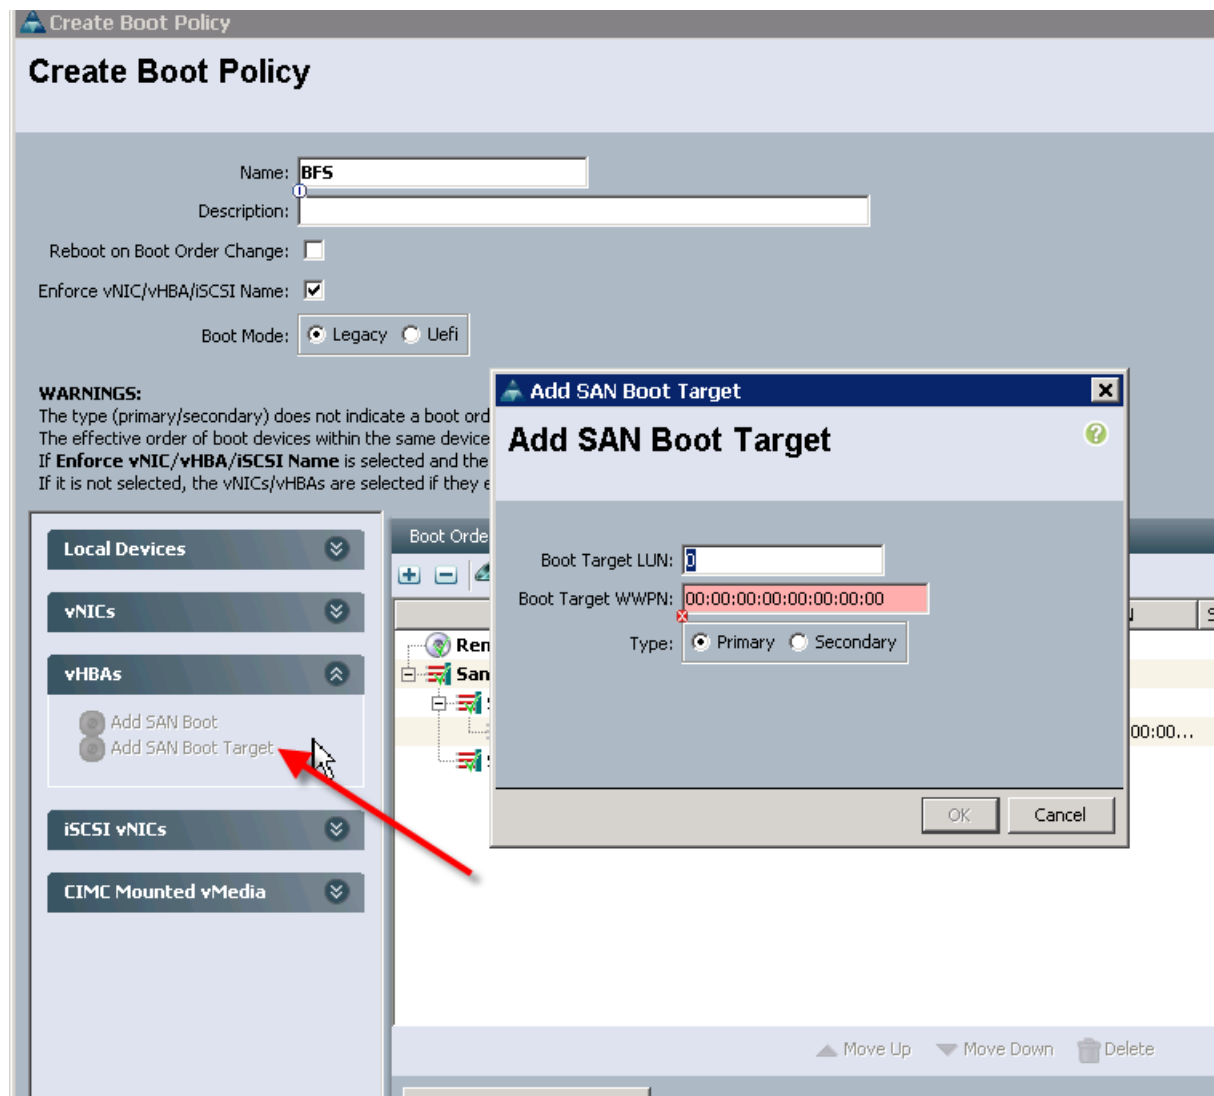 Create Boot Policy
Create Boot Policy
Name: BFS
Description:
Reboot on Boot Order Change:
Enforce vNIC/vHBA/iSCSI Name:
Boot Mode: Legacy Uefi
WARNINGS:
The type (primary/secondary) does not indicate a boot ord
The effective order of boot devices within the same device
If Enforce vNIC/vHBA/iSCSI Name is selected and the
If it is not selected, the vNICs/vHBAs are selected if they e
Local Devices
vNICs
vHBAs
Add SAN Boot
Add SAN Boot Target
iSCSI vNICs
CIMC Mounted vMedia
Boot Orde
Ren
San
00:00...
Move Up Move Down Delete
Add SAN Boot Target
Add SAN Boot Target
Boot Target LUN: 0
Boot Target WWPN: 00:00:00:00:00:00:00:00
Type: Primary Secondary
OK Cancel